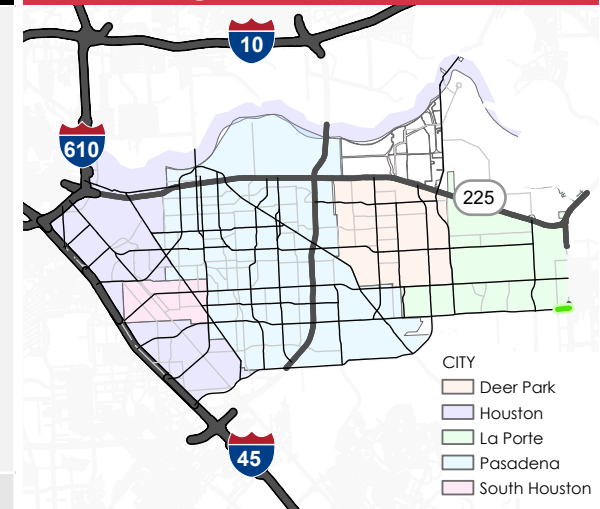 10
610
225
45
CITY
Deer Park
Houston
La Porte
Pasadena
South Houston